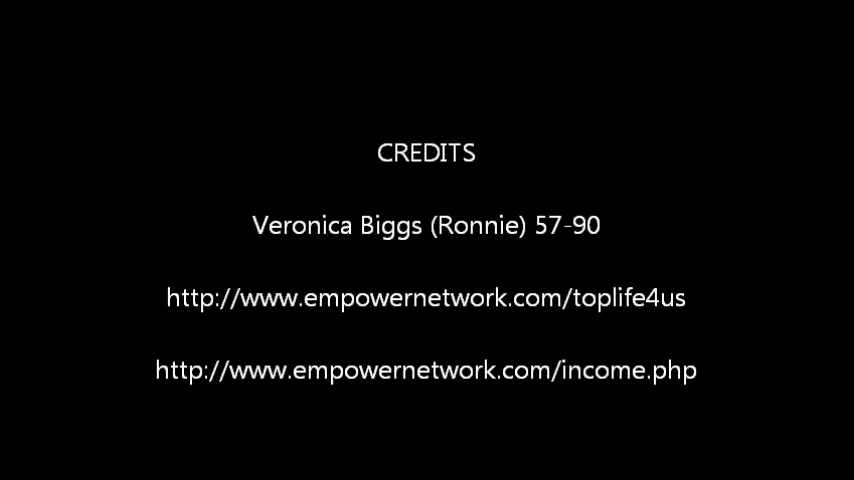 CREDITS
Veronica Biggs (Ronnie) 57-90
http://www.empowernetwork.com/toplife4us
http://www.empowernetwork.com/income.php